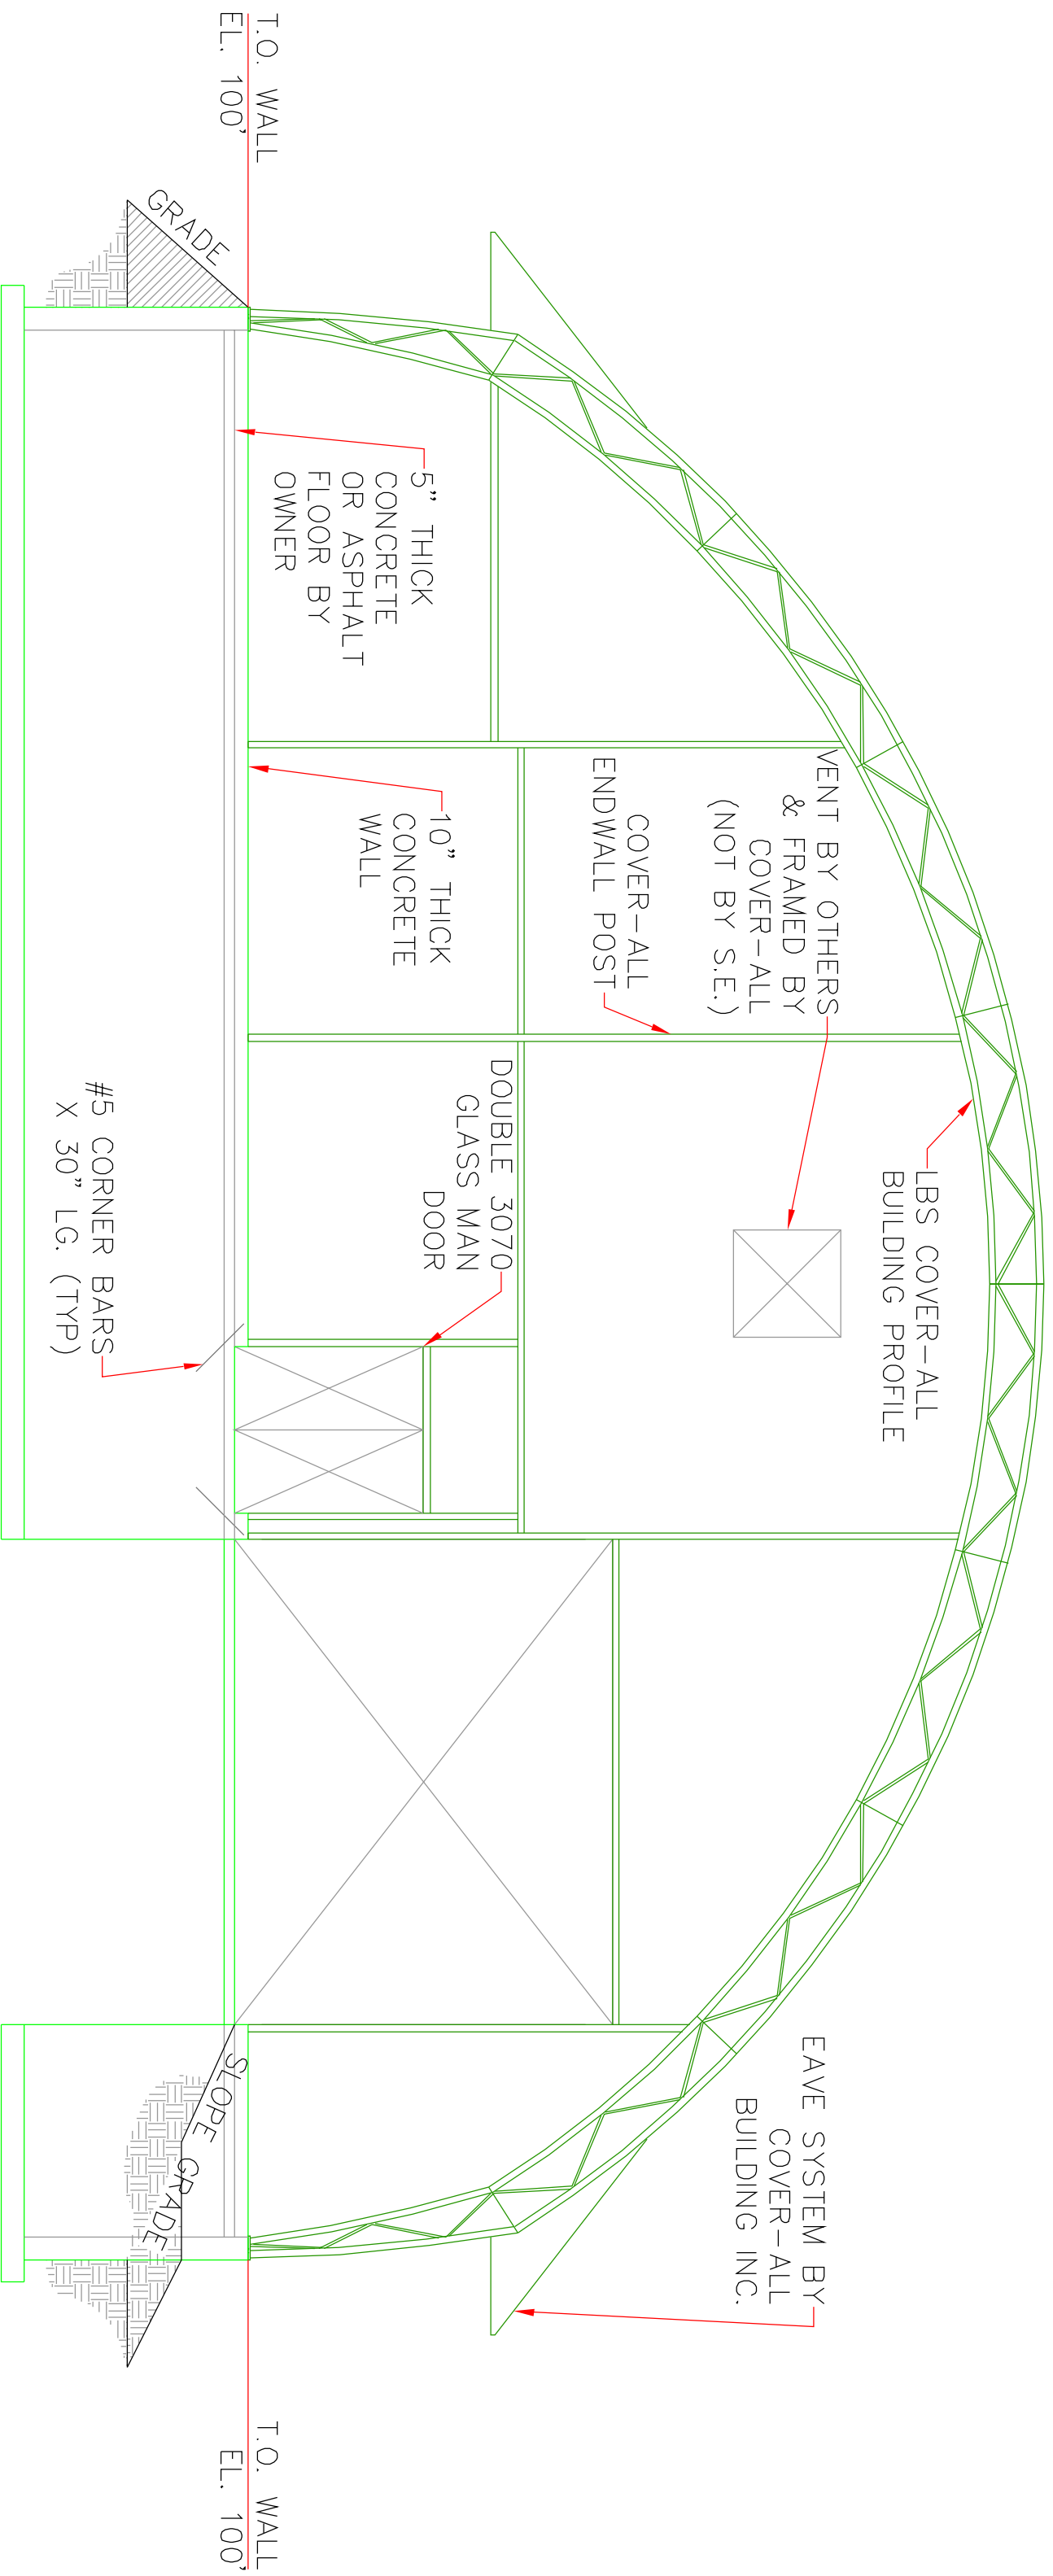 LBS COVER-ALL
BUILDING PROFILE
VENT BY OTHERS
& FRAMED BY
COVER-ALL
(NOT BY S.E.)
EAVE SYSTEM BY
COVER-ALL
BUILDING INC.
COVER-ALL
ENDWALL POST
DOUBLE 3070
GLASS MAN
DOOR
5" THICK
CONCRETE
OR ASPHALT
FLOOR BY
OWNER
10" THICK
CONCRETE
WALL
T.O. WALL
EL. 100'
GRADE
#5 CORNER BARS
X 30" LG. (TYP)
SLOPE GRADE
T.O. WALL
EL. 100'